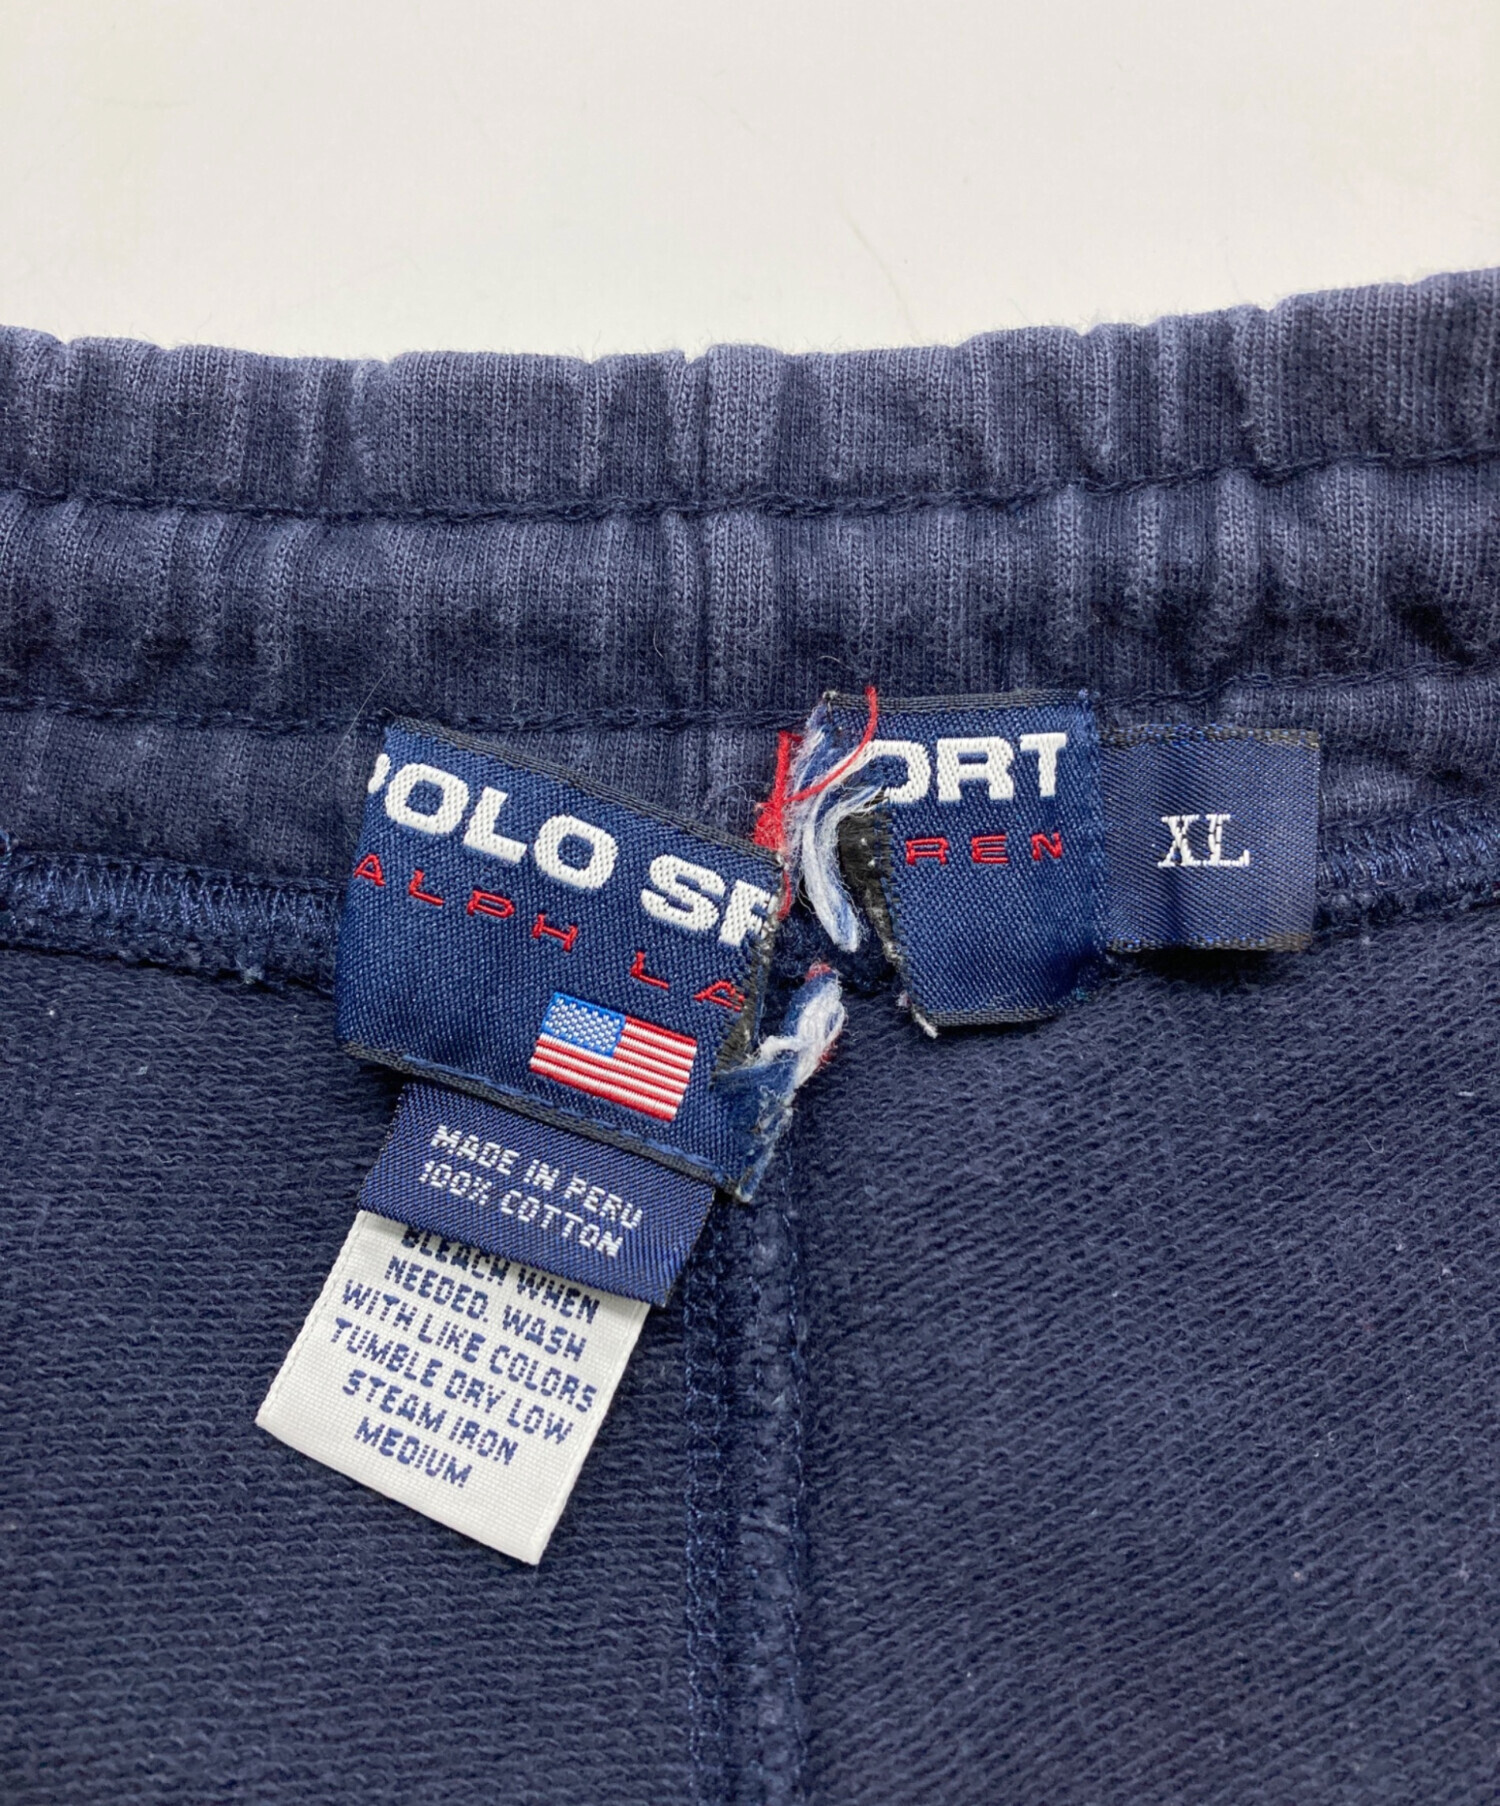 POLO SP
ORT
ALPH LA
REN
XL
MADE IN PERU
100% COTTON
BLEACH WHEN
NEEDED. WASH
WITH LIKE COLORS
TUMBLE DRY LOW
STEAM IRON
MEDIUM